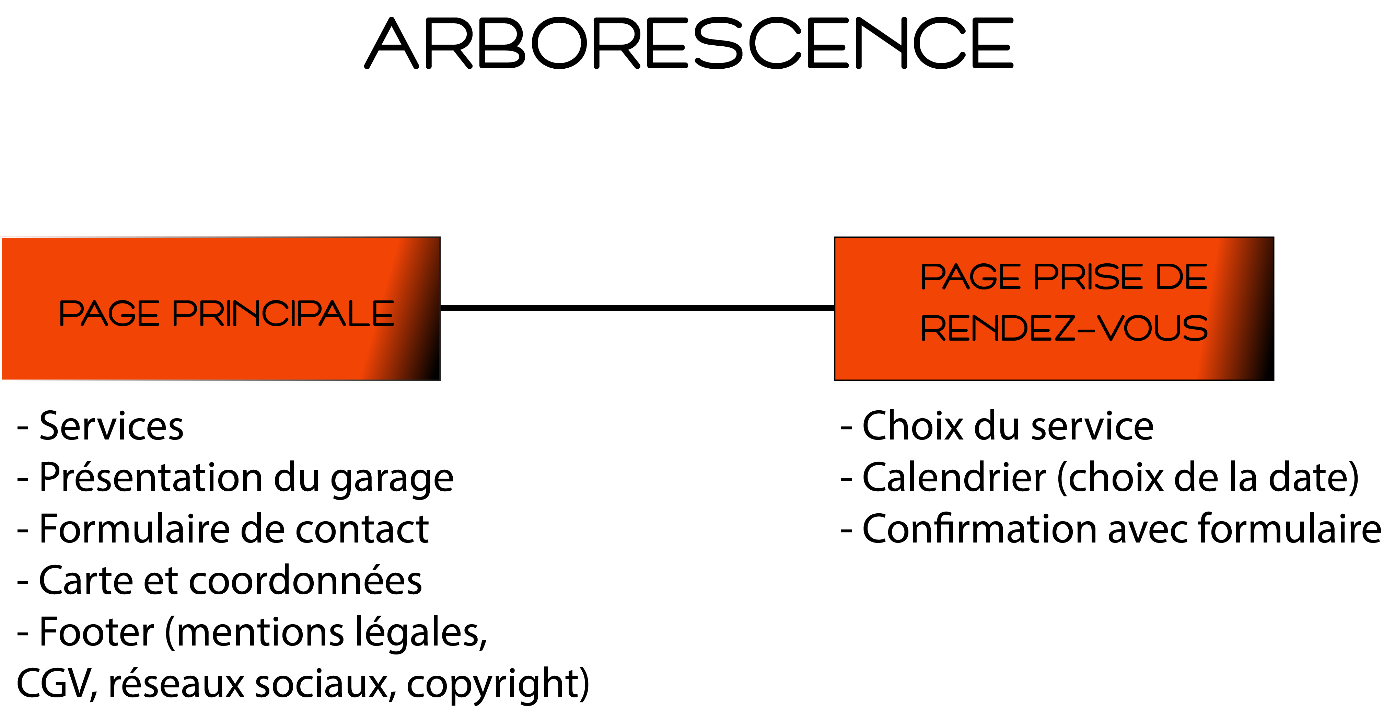 ARBORESCENCE
PAGE PRINCIPALE
- Services
- Présentation du garage
- Formulaire de contact
- Carte et coordonnées
- Footer (mentions légales,
CGV, réseaux sociaux, copyright)
PAGE PRISE DE
RENDEZ-VOUS
- Choix du service
- Calendrier (choix de la date)
- Confirmation avec formulaire